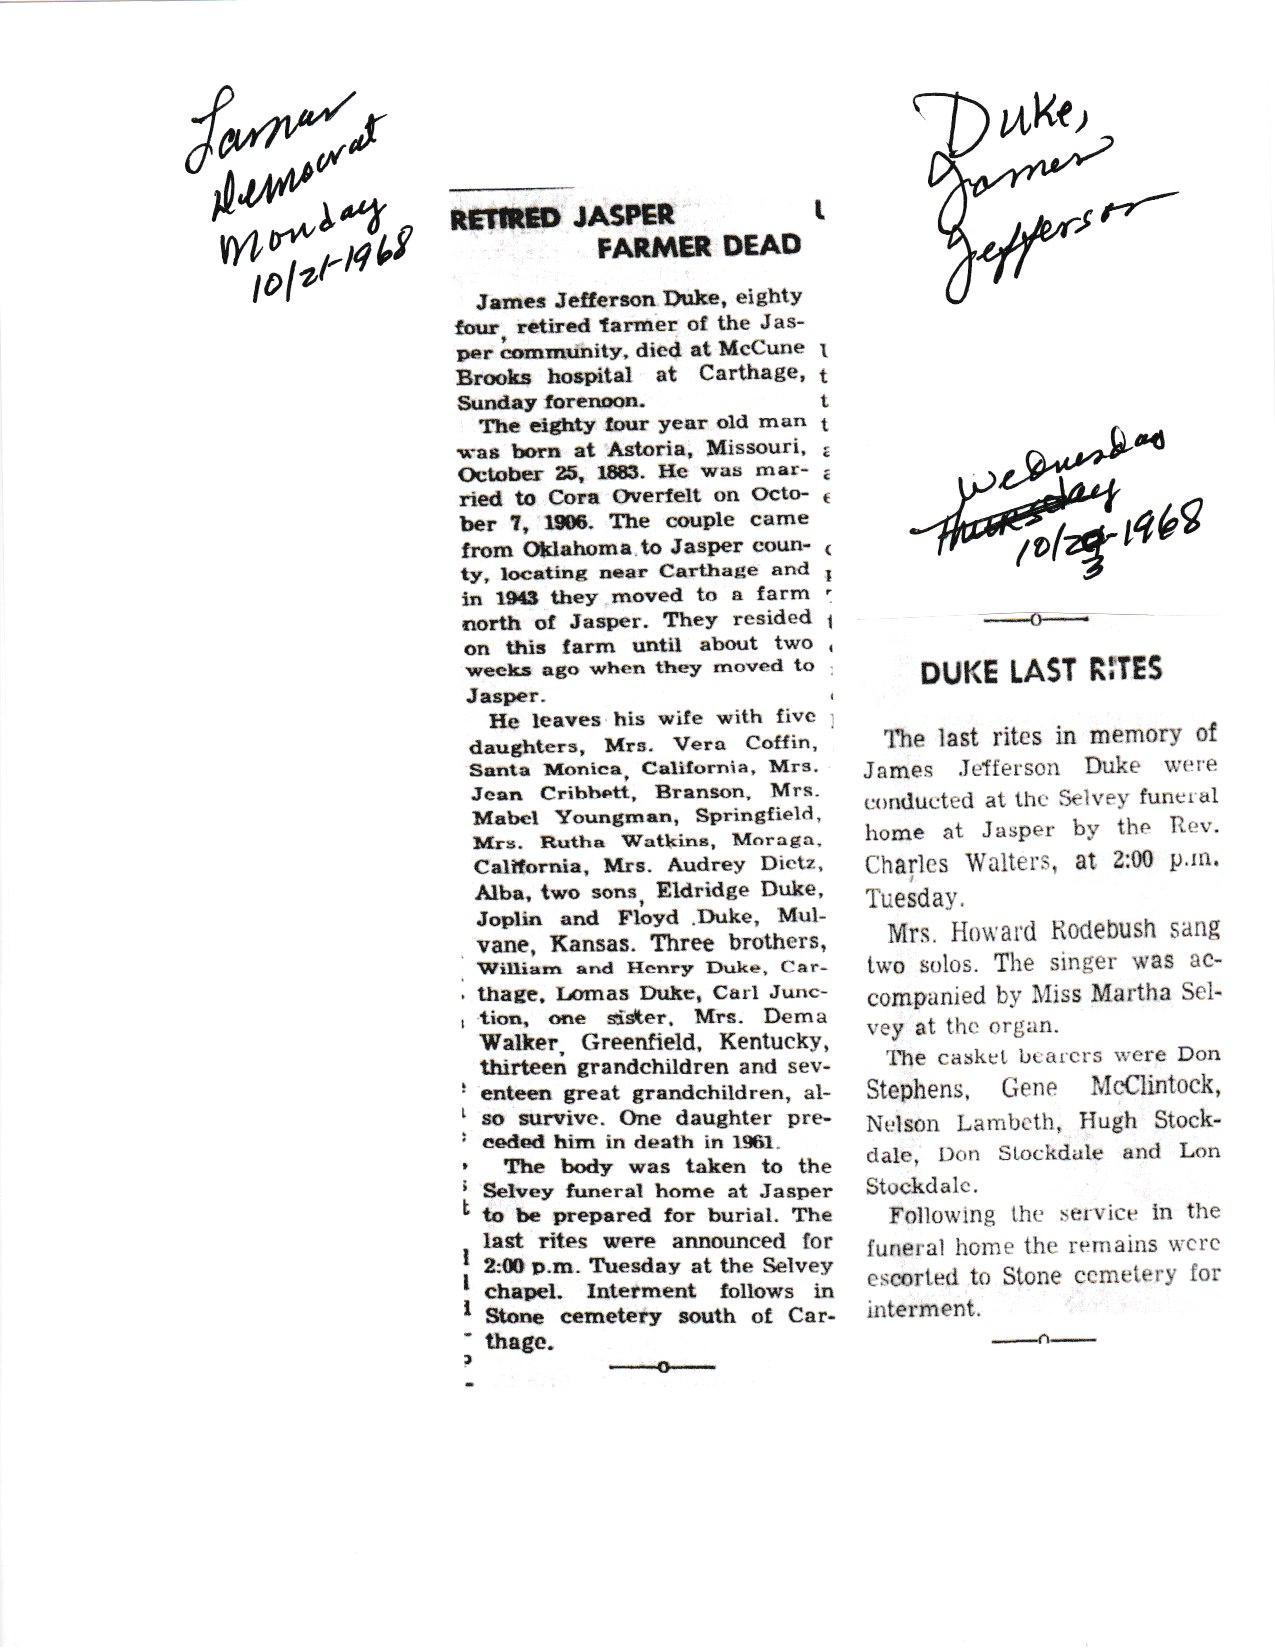 Lamar
Democrat
Monday
10/21-1968
Duke,
James
Jefferson
RETIRED JASPER
FARMER DEAD
James Jefferson Duke, eighty
four, retired farmer of the Jas-
per community, died at McCune
Brooks hospital at Carthage,
Sunday forenoon.
The eighty four year old man
was born at Astoria, Missouri,
October 25, 1883. He was mar-
ried to Cora Overfelt on Octo-
ber 7, 1906. The couple came
from Oklahoma to Jasper coun-
ty, locating near Carthage and
in 1943 they moved to a farm
north of Jasper. They resided
on this farm until about two
weeks ago when they moved to
Jasper.
He leaves his wife with five
daughters, Mrs. Vera Coffin,
Santa Monica, California, Mrs.
Jean Cribbett, Branson, Mrs.
Mabel Youngman, Springfield,
Mrs. Rutha Watkins, Moraga,
California, Mrs. Audrey Dietz,
Alba, two sons, Eldridge Duke,
Joplin and Floyd Duke, Mul-
vane, Kansas. Three brothers,
William and Henry Duke, Car-
thage, Lomas Duke, Carl Junc-
tion, one sister, Mrs. Dema
Walker, Greenfield, Kentucky,
thirteen grandchildren and sev-
enteen great grandchildren, al-
so survive. One daughter pre-
ceded him in death in 1961.
The body was taken to the
Selvey funeral home at Jasper
to be prepared for burial. The
last rites were announced for
2:00 p.m. Tuesday at the Selvey
chapel. Interment follows in
Stone cemetery south of Car-
thage.
Wednesday
Thursday
10/23-1968
DUKE LAST RITES
The last rites in memory of
James Jefferson Duke were
conducted at the Selvey funeral
home at Jasper by the Rev.
Charles Walters, at 2:00 p.m.
Tuesday.
Mrs. Howard Rodebush sang
two solos. The singer was ac-
companied by Miss Martha Sel-
vey at the organ.
The casket bearers were Don
Stephens, Gene McClintock,
Nelson Lambeth, Hugh Stock-
dale, Don Stockdale and Lon
Stockdale.
Following the service in the
funeral home the remains were
escorted to Stone cemetery for
interment.